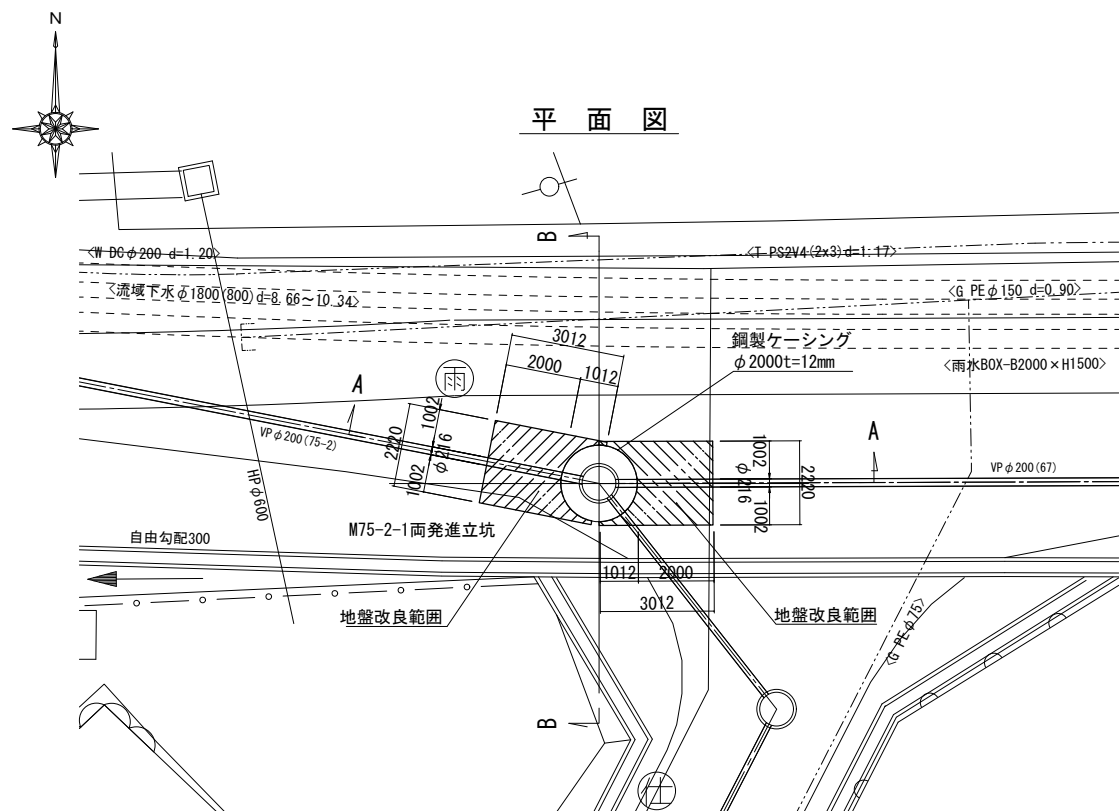 N
平面図
B
<W DCφ200 d=1.20>
<T PS2V4(2x3)d=1.17>
<流域下水φ1800(800)d=8.66～10.34>
<G PEφ150 d=0.90>
3012
2000
1012
鋼製ケーシング
φ2000t=12mm
<雨水BOX-B2000×H1500>
雨
A
A
1002
φ216
1002
2220
VPφ200(75-2)
1002
φ216
1002
2220
VPφ200(67)
HPφ600
M75-2-1両発進立坑
自由勾配300
1012
2000
3012
地盤改良範囲
地盤改良範囲
<G PEφ75>
B
仕